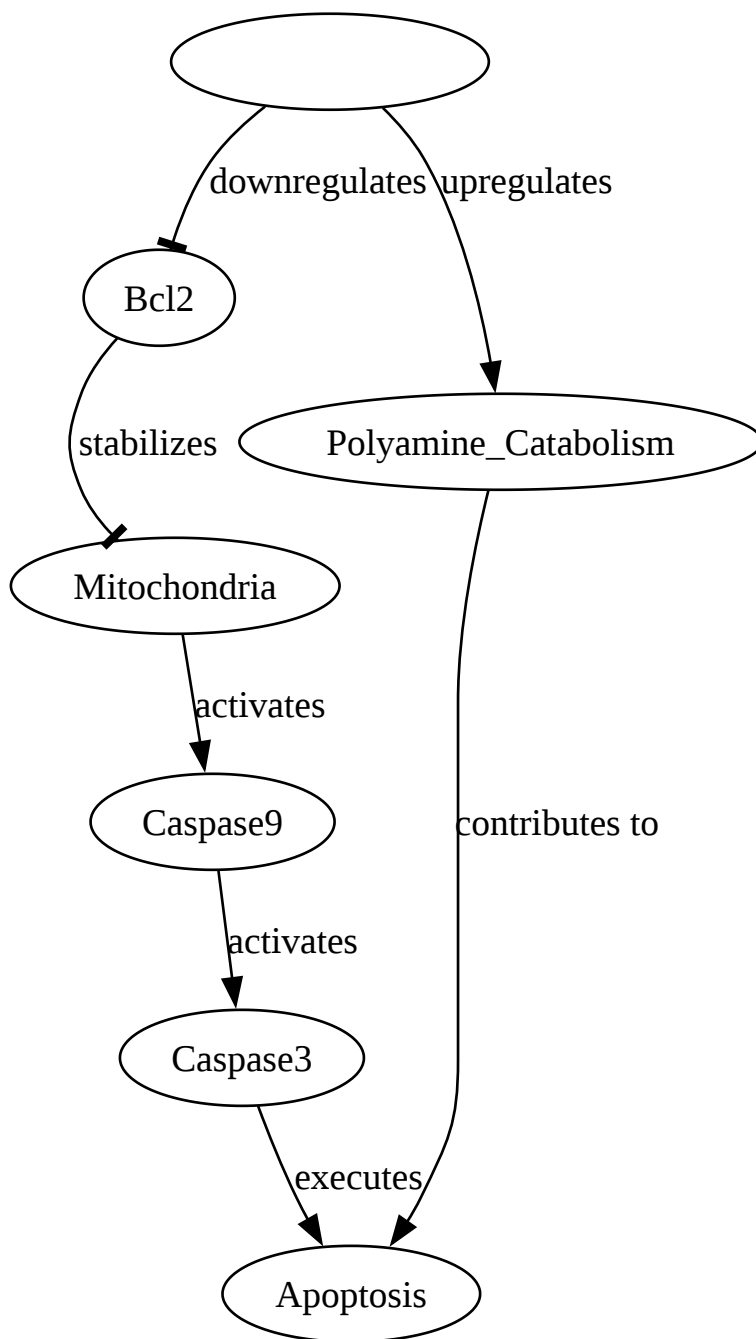 downregulates
upregulates
Bcl2
stabilizes
Polyamine_Catabolism
Mitochondria
activates
Caspase9
contributes to
activates
Caspase3
executes
Apoptosis